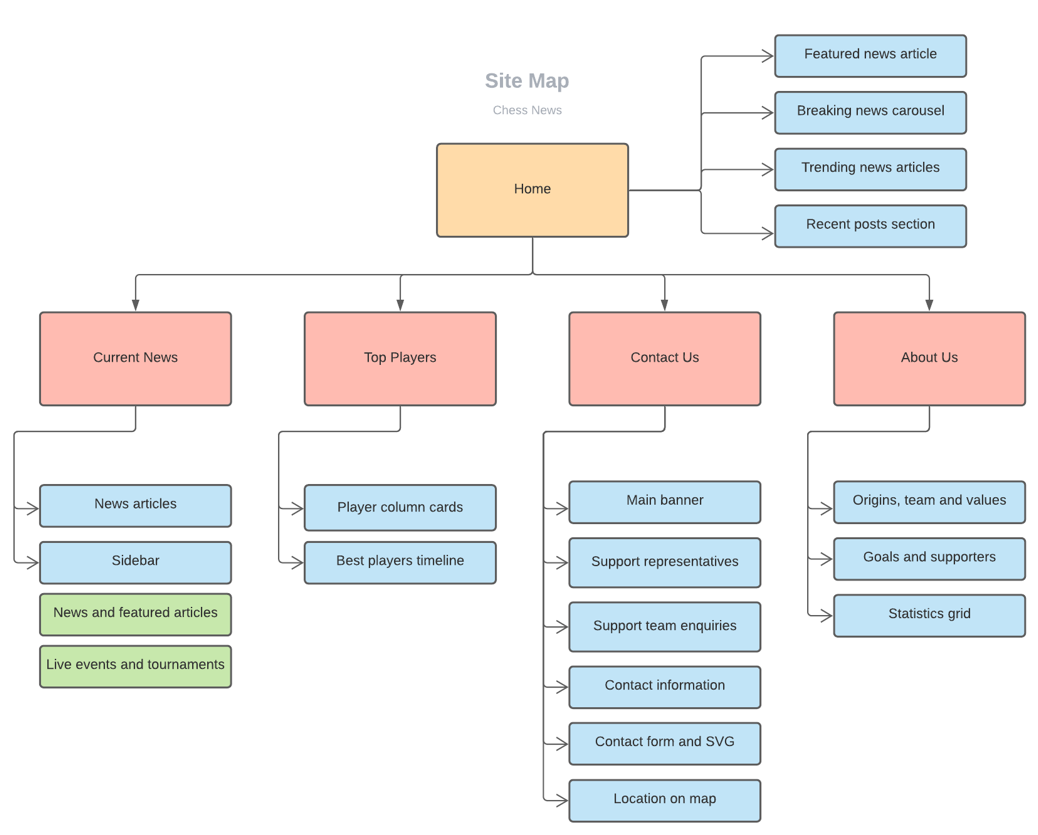 Site Map
Chess News
Home
Featured news article
Breaking news carousel
Trending news articles
Recent posts section
Current News
Top Players
Contact Us
About Us
News articles
Sidebar
News and featured articles
Live events and tournaments
Player column cards
Best players timeline
Main banner
Support representatives
Support team enquiries
Contact information
Contact form and SVG
Location on map
Origins, team and values
Goals and supporters
Statistics grid